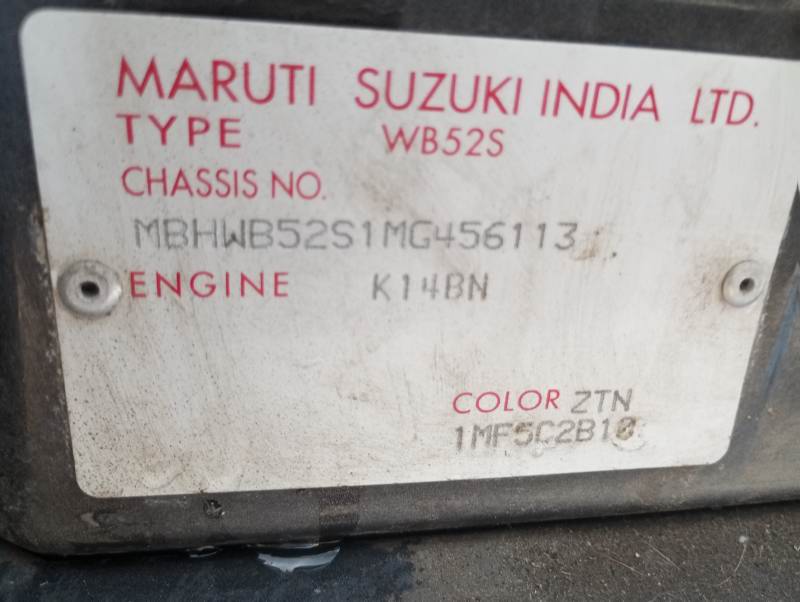 MARUTI SUZUKI INDIA LTD.
TYPE WB52S
CHASSIS NO.
MBHWB52S1MG456113
ENGINE K14BN
COLOR ZTN
1MF5C2B10